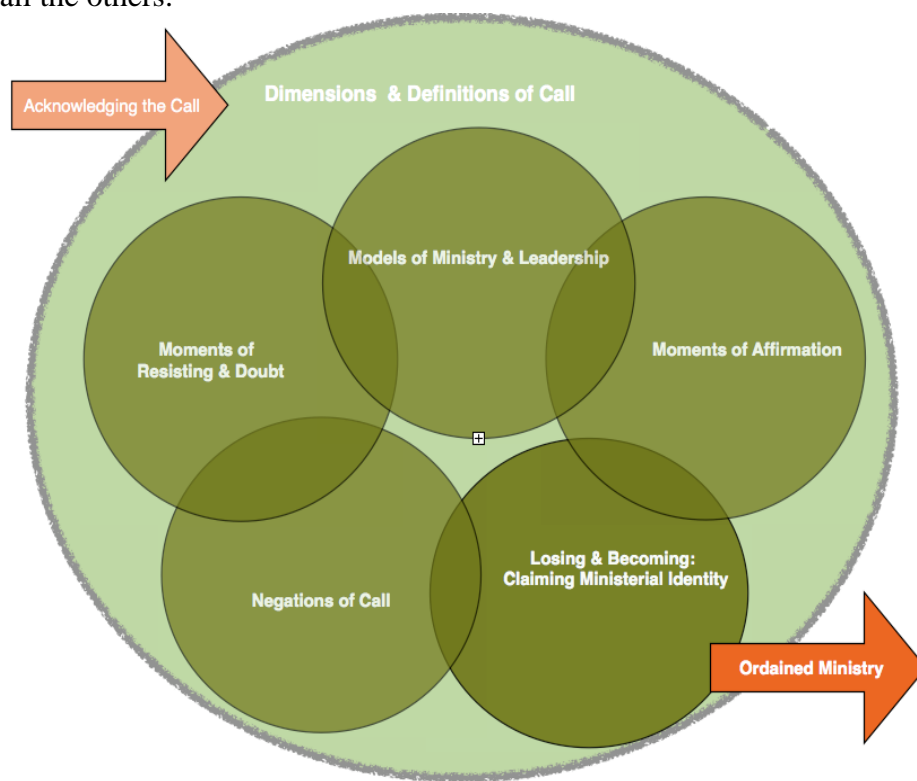 all the others.
Acknowledging the Call
Dimensions & Definitions of Call
Models of Ministry & Leadership
Moments of
Resisting & Doubt
Moments of Affirmation
Losing & Becoming:
Claiming Ministerial Identity
Negations of Call
Ordained Ministry